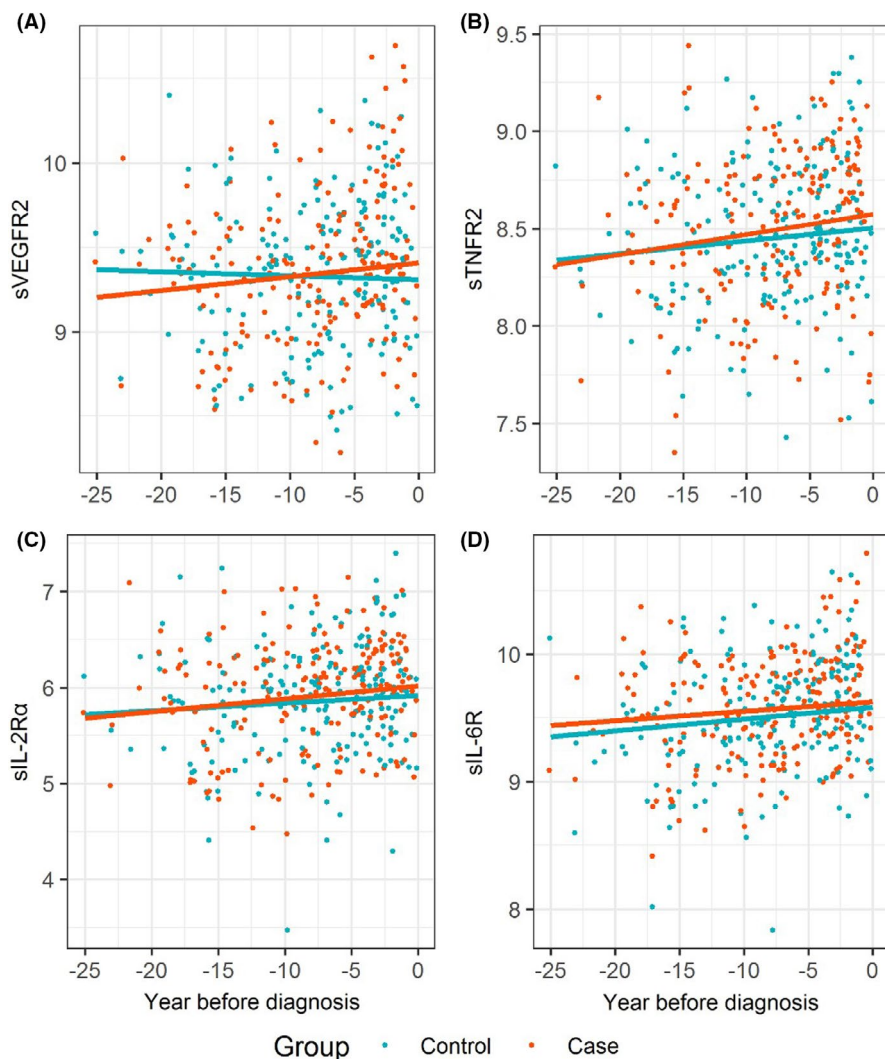 (A)
sVEGFR2
10
9
-25 -20 -15 -10 -5 0
(B)
sTNFR2
9.5
9.0
8.5
8.0
7.5
-25 -20 -15 -10 -5 0
(C)
sIL-2Rα
7
6
5
4
-25 -20 -15 -10 -5 0
Year before diagnosis
(D)
sIL-6R
10
9
8
-25 -20 -15 -10 -5 0
Year before diagnosis
Group Control Case